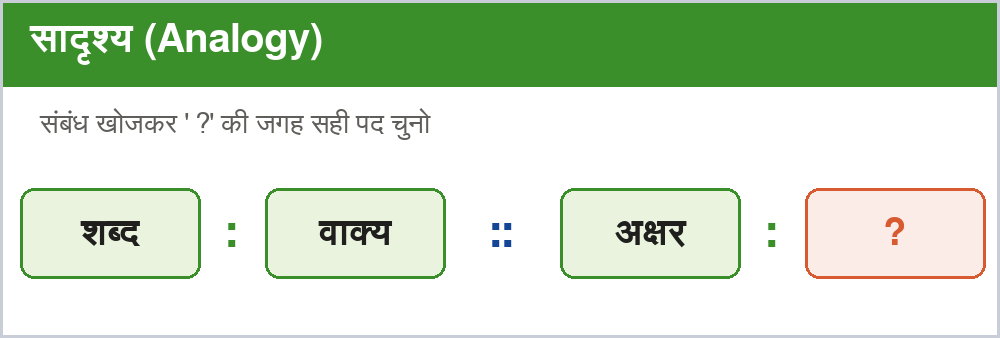 सादृश्य (Analogy)
संबंध खोजकर ' ?' की जगह सही पद चुनो
शब्द : वाक्य :: अक्षर : ?